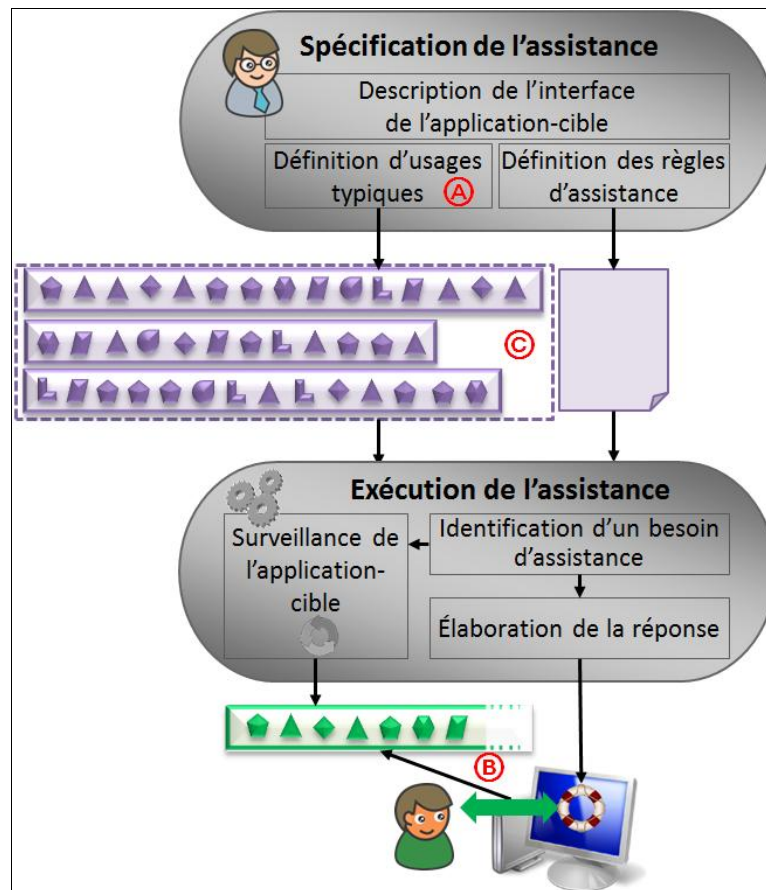 Spécification de l'assistance
Description de l'interface
de l'application-cible
Définition d'usages
typiques A
Définition des règles
d'assistance
C
Exécution de l'assistance
Surveillance de
l'application-
cible
Identification d'un besoin
d'assistance
Élaboration de la réponse
B